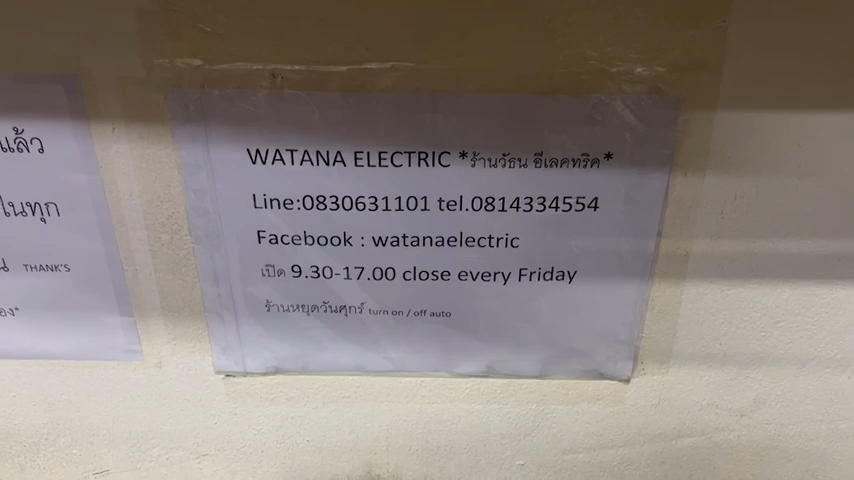 แล้ว
ในทุก
THANK'S
WATANA ELECTRIC *ร้านวัธน อีเลคทริค*
Line:0830631101 tel.0814334554
Facebook : watanaelectric
เปิด 9.30-17.00 close every Friday
ร้านหยุดวันศุกร์ turn on / off auto